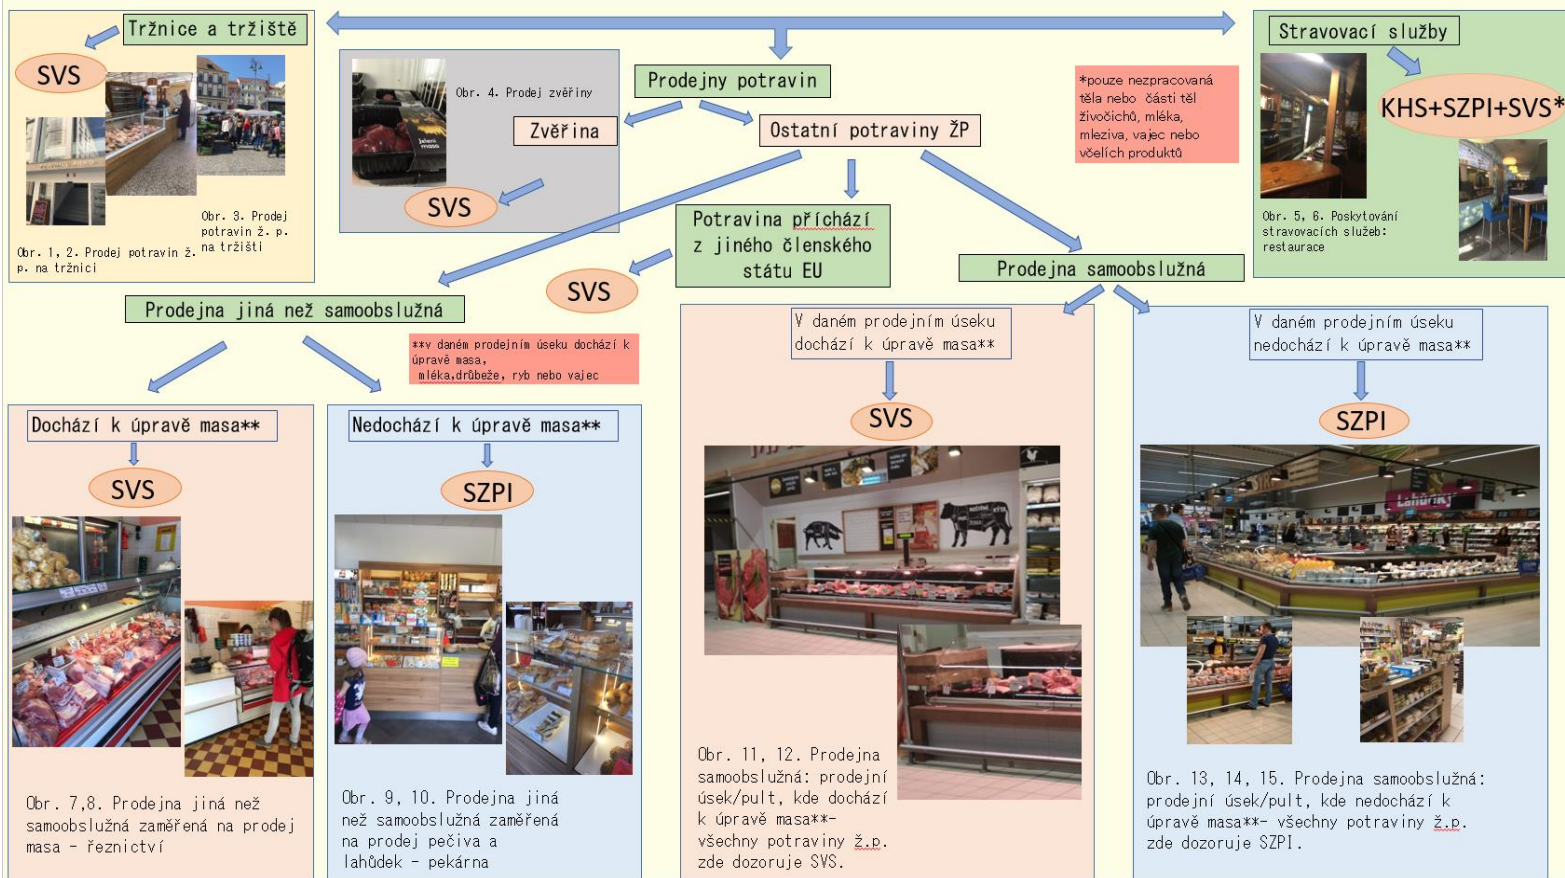 Tržnice a tržiště
SVS
Obr. 1, 2. Prodej potravin ž.
p. na tržnici
Obr. 3. Prodej
potravin ž. p.
na tržišti
Obr. 4. Prodej zvěřiny
Jelení
maso
Prodejny potravin
Zvěřina
SVS
Ostatní potraviny ŽP
*pouze nezpracovaná
těla nebo části těl
živočichů, mléka,
mleziva, vajec nebo
včelích produktů
Stravovací služby
KHS+SZPI+SVS*
Obr. 5, 6. Poskytování
stravovacích služeb:
restaurace
Potravina přichází
z jiného členského
státu EU
SVS
Prodejna jiná než samoobslužná
**v daném prodejním úseku dochází k
úpravě masa,
mléka,drůbeže, ryb nebo vajec
Prodejna samoobslužná
Dochází k úpravě masa**
SVS
Obr. 7,8. Prodejna jiná než
samoobslužná zaměřená na prodej
masa - řeznictví
Nedochází k úpravě masa**
SZPI
Obr. 9, 10. Prodejna jiná
než samoobslužná zaměřená
na prodej pečiva a
lahůdek - pekárna
V daném prodejním úseku
dochází k úpravě masa**
SVS
Obr. 11, 12. Prodejna
samoobslužná: prodejní
úsek/pult, kde dochází
k úpravě masa**-
všechny potraviny ž.p.
zde dozoruje SVS.
V daném prodejním úseku
nedochází k úpravě masa**
SZPI
Lahůdky
Obr. 13, 14, 15. Prodejna samoobslužná:
prodejní úsek/pult, kde nedochází k
úpravě masa**- všechny potraviny ž.p.
zde dozoruje SZPI.